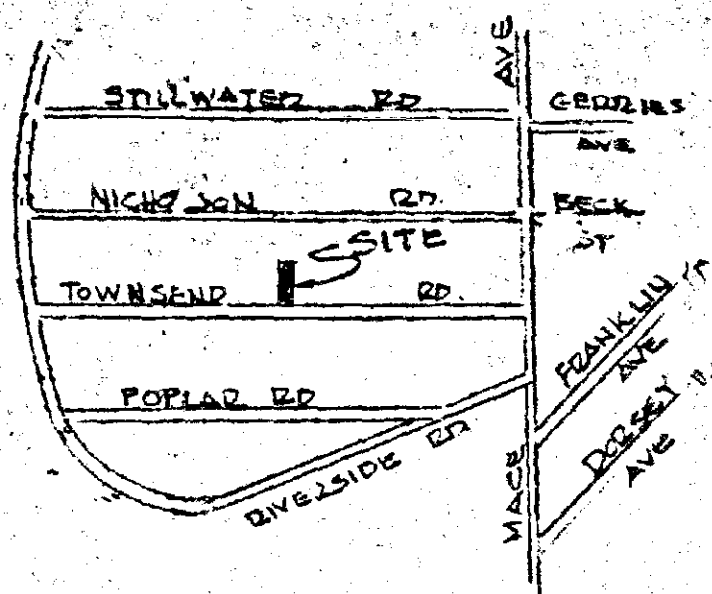 STILLWATER RD
AVE
GERRIES
AVE
NICHOLSON RD.
BECK
ST
SITE
TOWNSEND RD.
FRANKLIN
AVE
POPLAR RD
DORSEY
AVE
RIVERSIDE RD
MACE